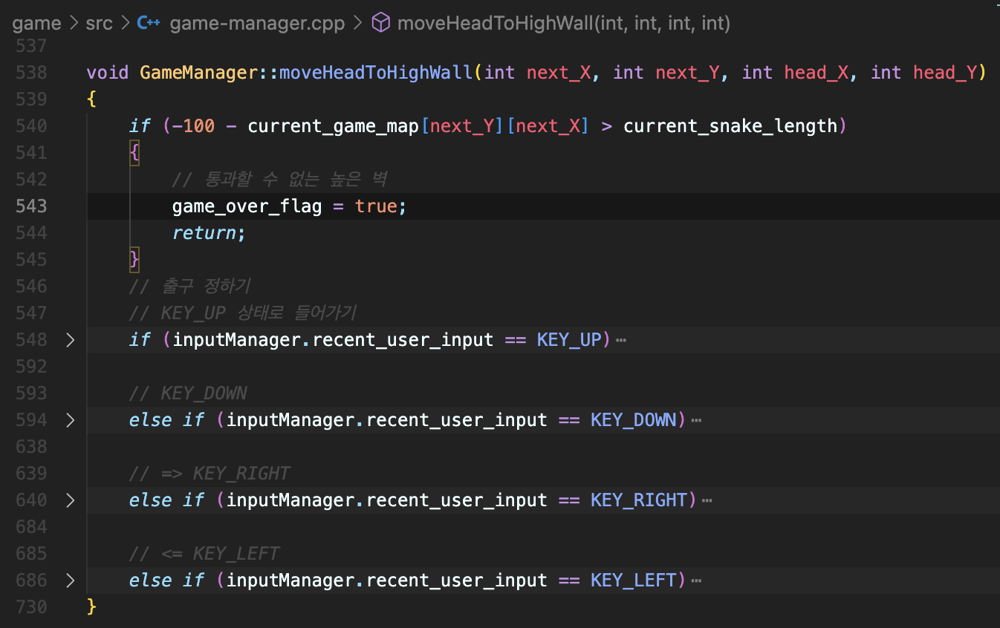 game > src > C++ game-manager.cpp > moveHeadToHighWall(int, int, int, int)
537
538 void GameManager::moveHeadToHighWall(int next_X, int next_Y, int head_X, int head_Y)
539 {
540 if (-100 - current_game_map[next_Y][next_X] > current_snake_length)
541 {
542 // 통과할 수 없는 높은 벽
543 game_over_flag = true;
544 return;
545 }
546 // 출구 정하기
547 // KEY_UP 상태로 들어가기
548 > if (inputManager.recent_user_input == KEY_UP) ⋯
592
593 // KEY_DOWN
594 > else if (inputManager.recent_user_input == KEY_DOWN) ⋯
638
639 // => KEY_RIGHT
640 > else if (inputManager.recent_user_input == KEY_RIGHT) ⋯
684
685 // <= KEY_LEFT
686 > else if (inputManager.recent_user_input == KEY_LEFT) ⋯
730 }